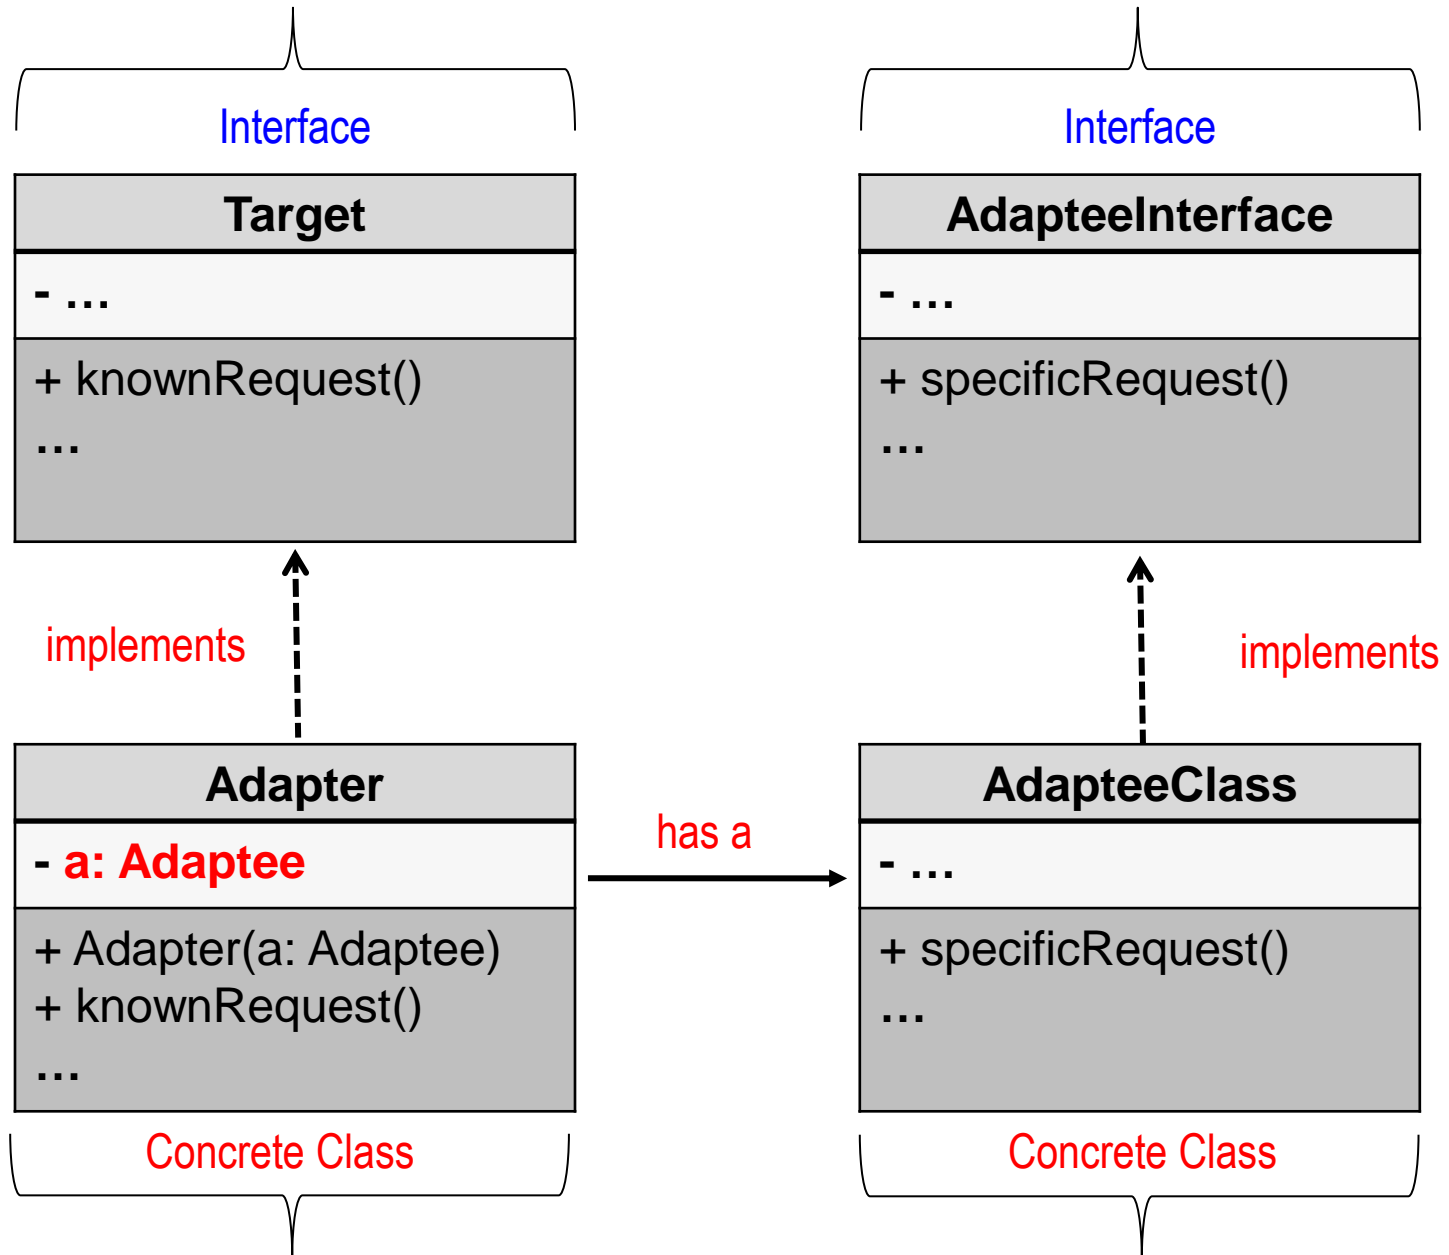 Interface
Target
- …
+ knownRequest()
…
Interface
AdapteeInterface
- …
+ specificRequest()
…
implements
implements
Adapter
- a: Adaptee
+ Adapter(a: Adaptee)
+ knownRequest()
…
Concrete Class
has a
AdapteeClass
- …
+ specificRequest()
…
Concrete Class